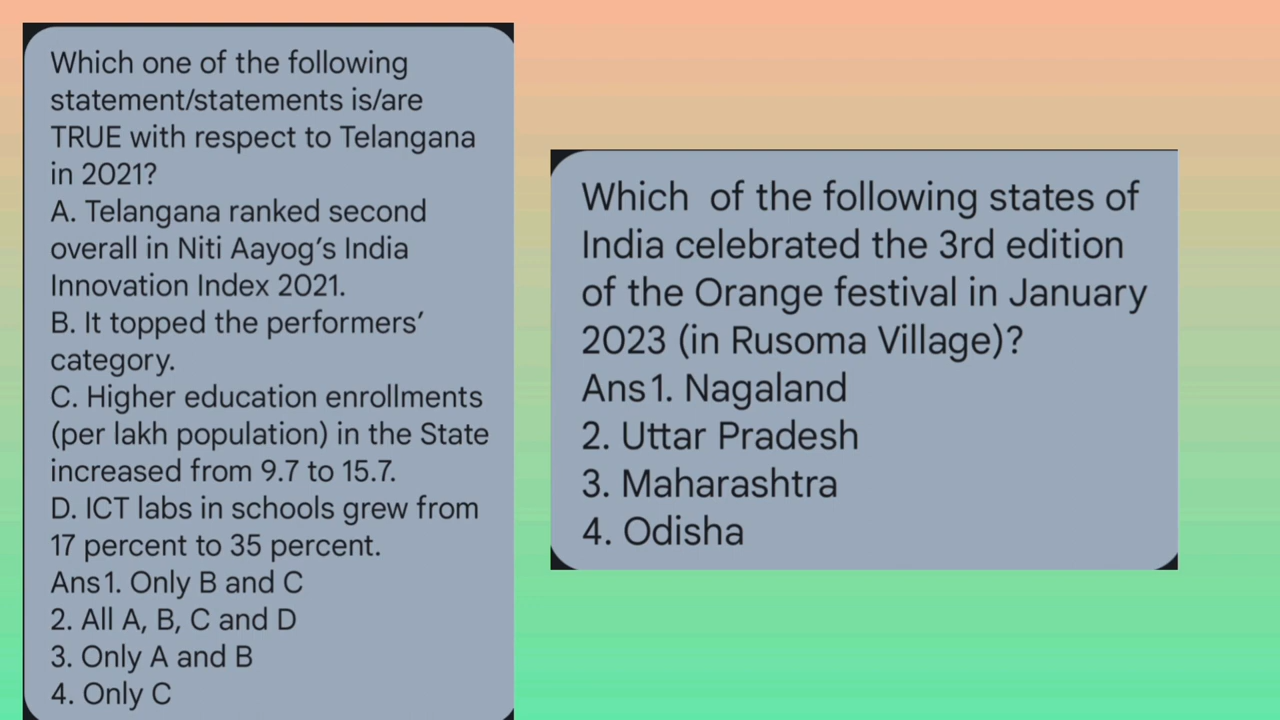 Which one of the following
statement/statements is/are
TRUE with respect to Telangana
in 2021?
A. Telangana ranked second
overall in Niti Aayog's India
Innovation Index 2021.
B. It topped the performers'
category.
C. Higher education enrollments
(per lakh population) in the State
increased from 9.7 to 15.7.
D. ICT labs in schools grew from
17 percent to 35 percent.
Ans 1. Only B and C
2. All A, B, C and D
3. Only A and B
4. Only C
Which of the following states of
India celebrated the 3rd edition
of the Orange festival in January
2023 (in Rusoma Village)?
Ans 1. Nagaland
2. Uttar Pradesh
3. Maharashtra
4. Odisha